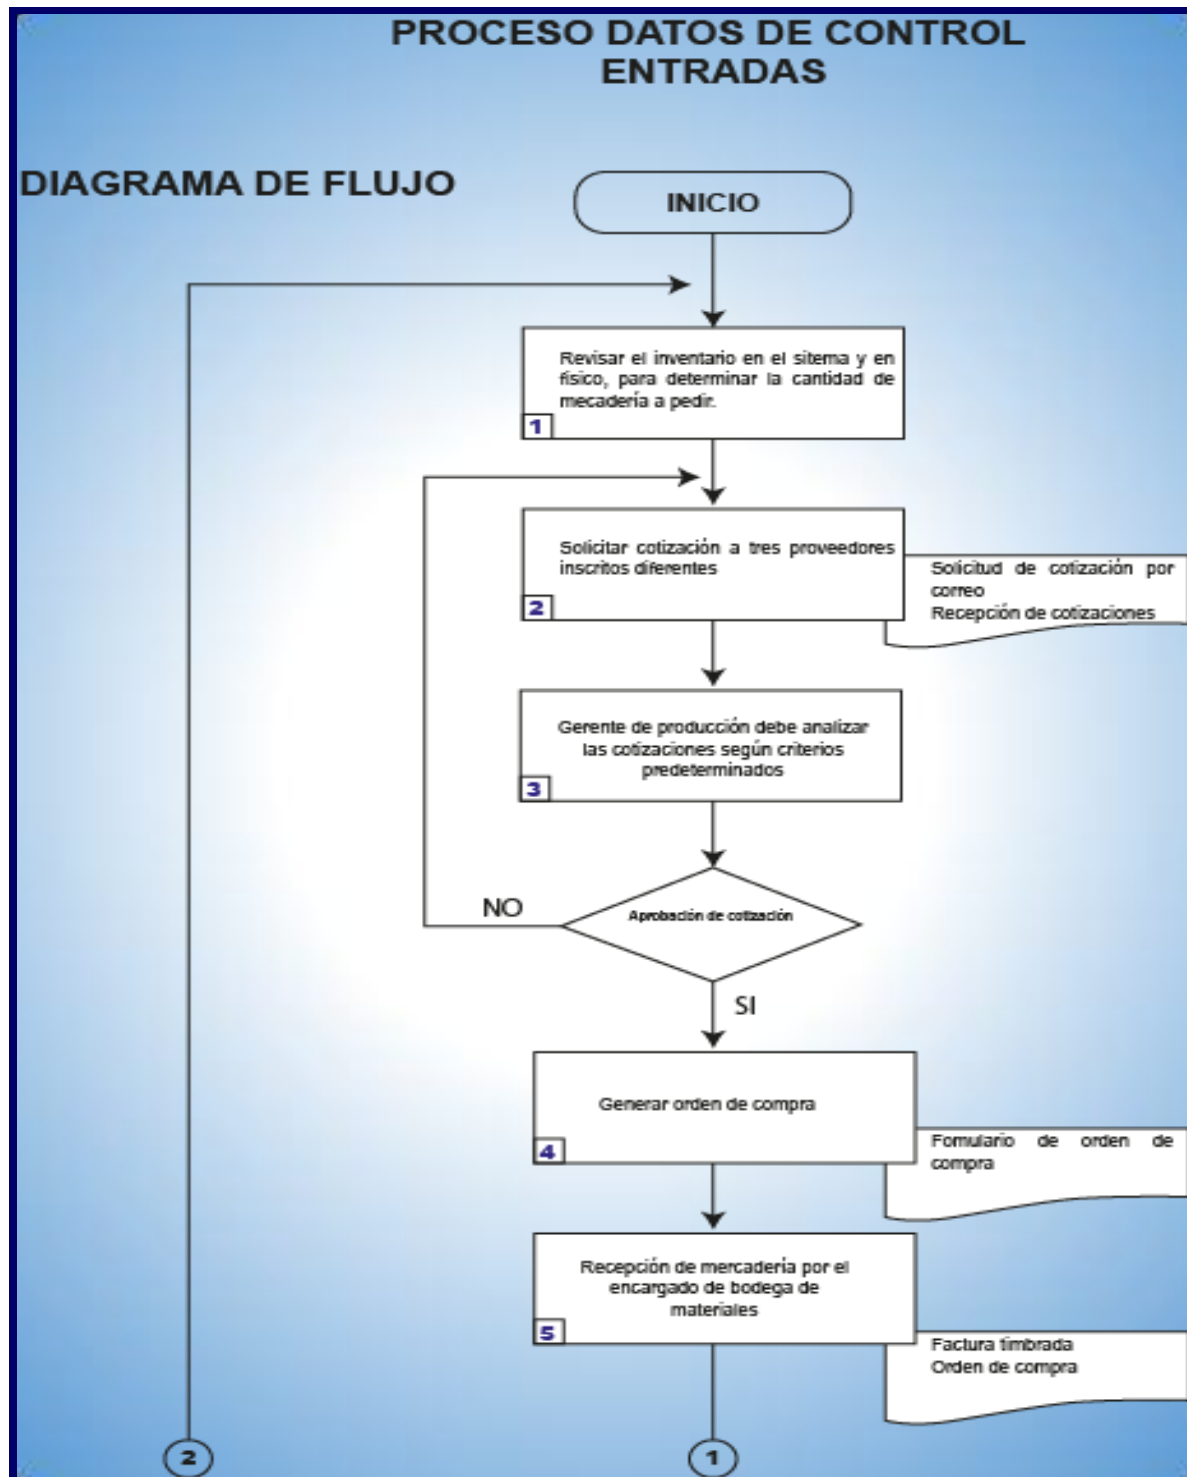 PROCESO DATOS DE CONTROL
ENTRADAS
DIAGRAMA DE FLUJO
INICIO
Revisar el inventario en el sitema y en
físico, para determinar la cantidad de
mecadería a pedir.
1
Solicitar cotización a tres proveedores
inscritos diferentes
2
Solicitud de cotización por
correo
Recepción de cotizaciones
Gerente de producción debe analizar
las cotizaciones según criterios
predeterminados
3
Aprobación de cotización
NO
SI
Generar orden de compra
4
Fomulario de orden de
compra
Recepción de mercadería por el
encargado de bodega de
materiales
5
Factura timbrada
Orden de compra
2
1